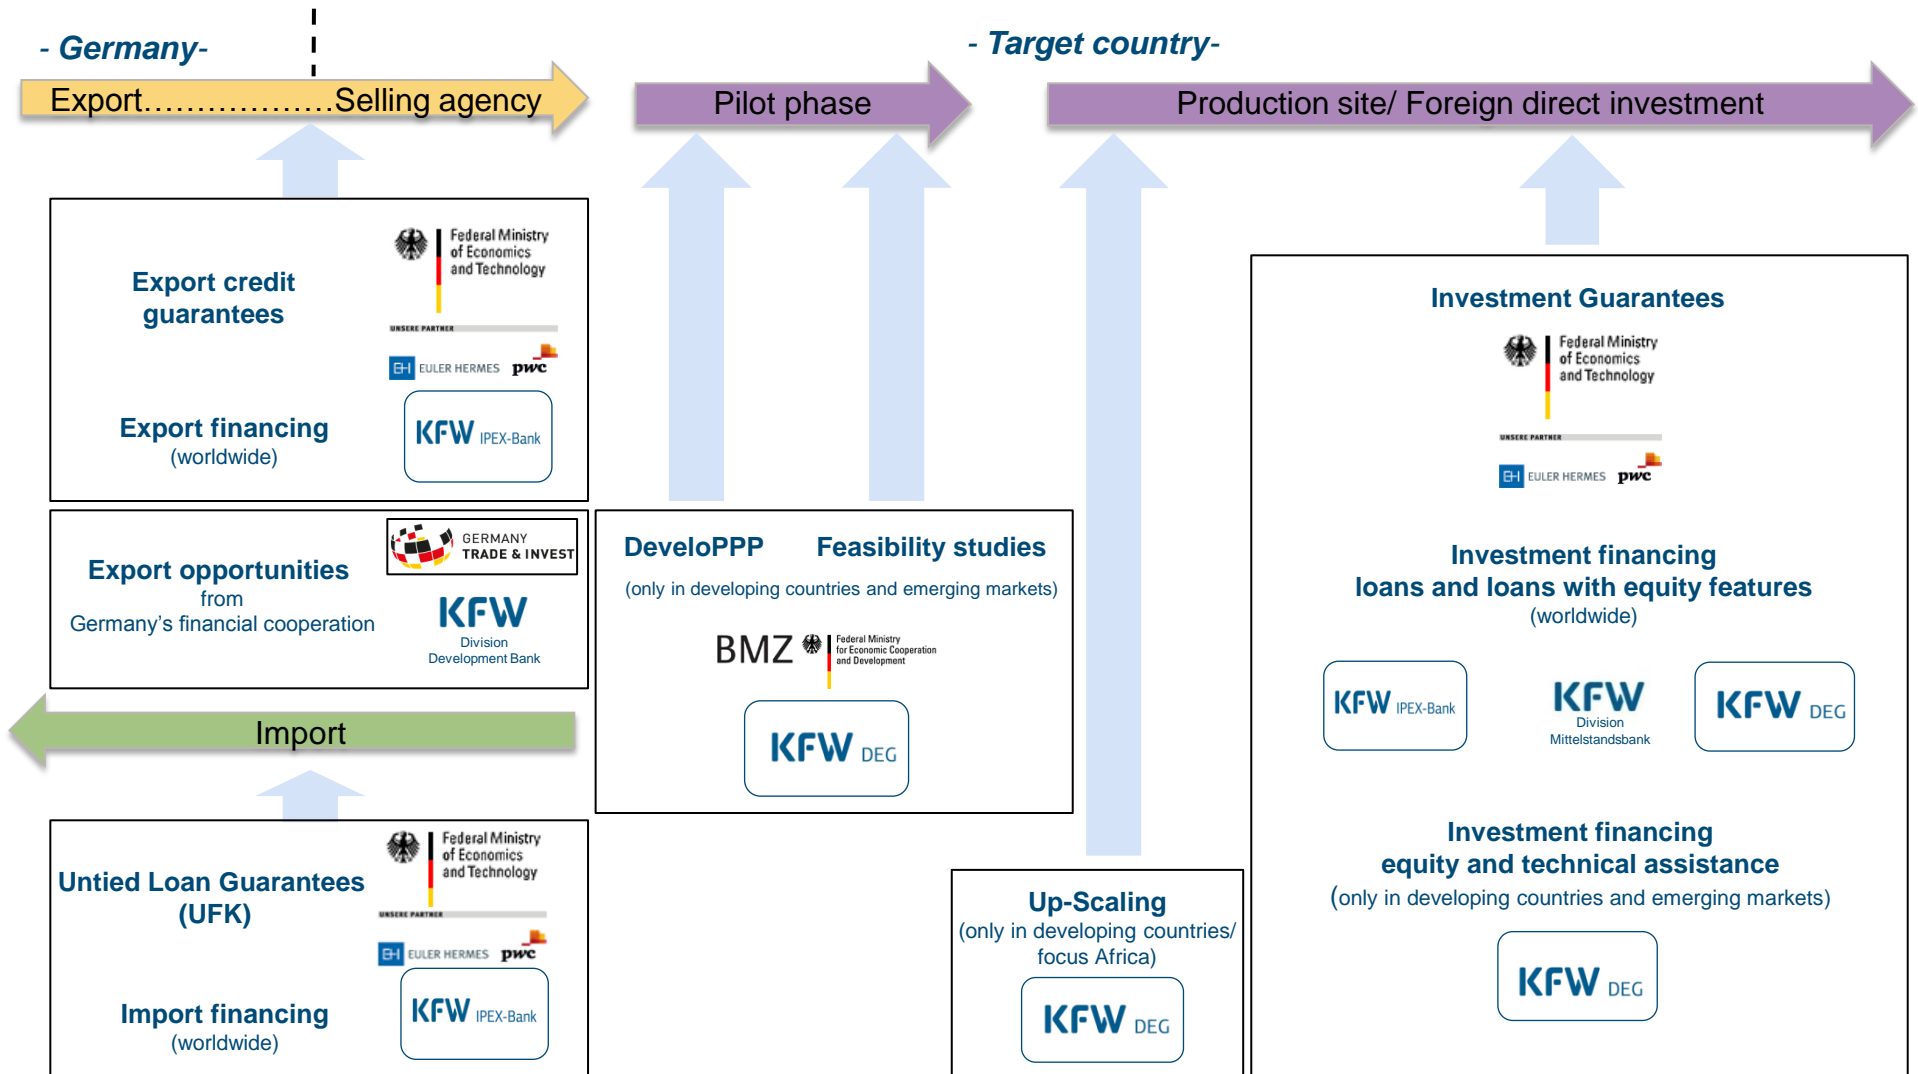 - Germany-
- Target country-
Export………………Selling agency
Pilot phase
Production site/ Foreign direct investment
Export credit
guarantees
Federal Ministry
of Economics
and Technology
UNSERE PARTNER
EH EULER HERMES pwc
Export financing
(worldwide)
KFW IPEX-Bank
Export opportunities
from
Germany's financial cooperation
GERMANY
TRADE & INVEST
KFW
Division
Development Bank
Import
Untied Loan Guarantees
(UFK)
Federal Ministry
of Economics
and Technology
UNSERE PARTNER
EH EULER HERMES pwc
Import financing
(worldwide)
KFW IPEX-Bank
DeveloPPP Feasibility studies
(only in developing countries and emerging markets)
BMZ
Federal Ministry
for Economic Cooperation
and Development
KFW DEG
Up-Scaling
(only in developing countries/
focus Africa)
KFW DEG
Investment Guarantees
Federal Ministry
of Economics
and Technology
UNSERE PARTNER
EH EULER HERMES pwc
Investment financing
loans and loans with equity features
(worldwide)
KFW IPEX-Bank
KFW
Division
Mittelstandsbank
KFW DEG
Investment financing
equity and technical assistance
(only in developing countries and emerging markets)
KFW DEG